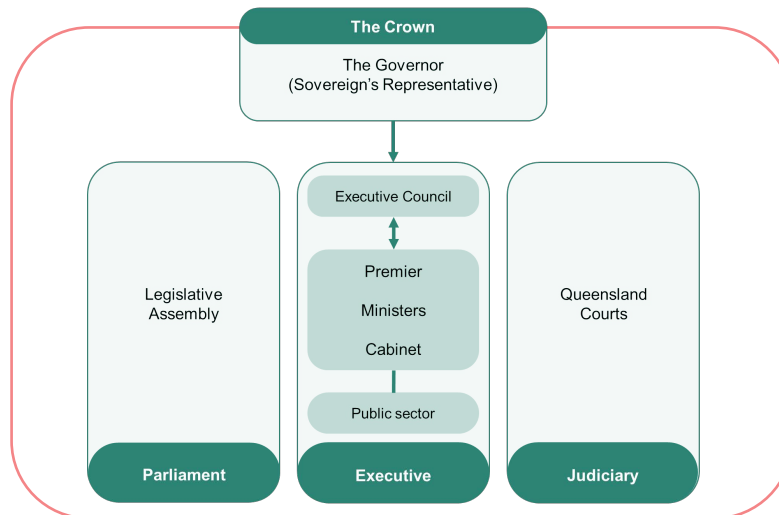 The Crown
The Governor
(Sovereign's Representative)
Executive Council
Premier
Ministers
Cabinet
Public sector
Legislative
Assembly
Queensland
Courts
Parliament
Executive
Judiciary